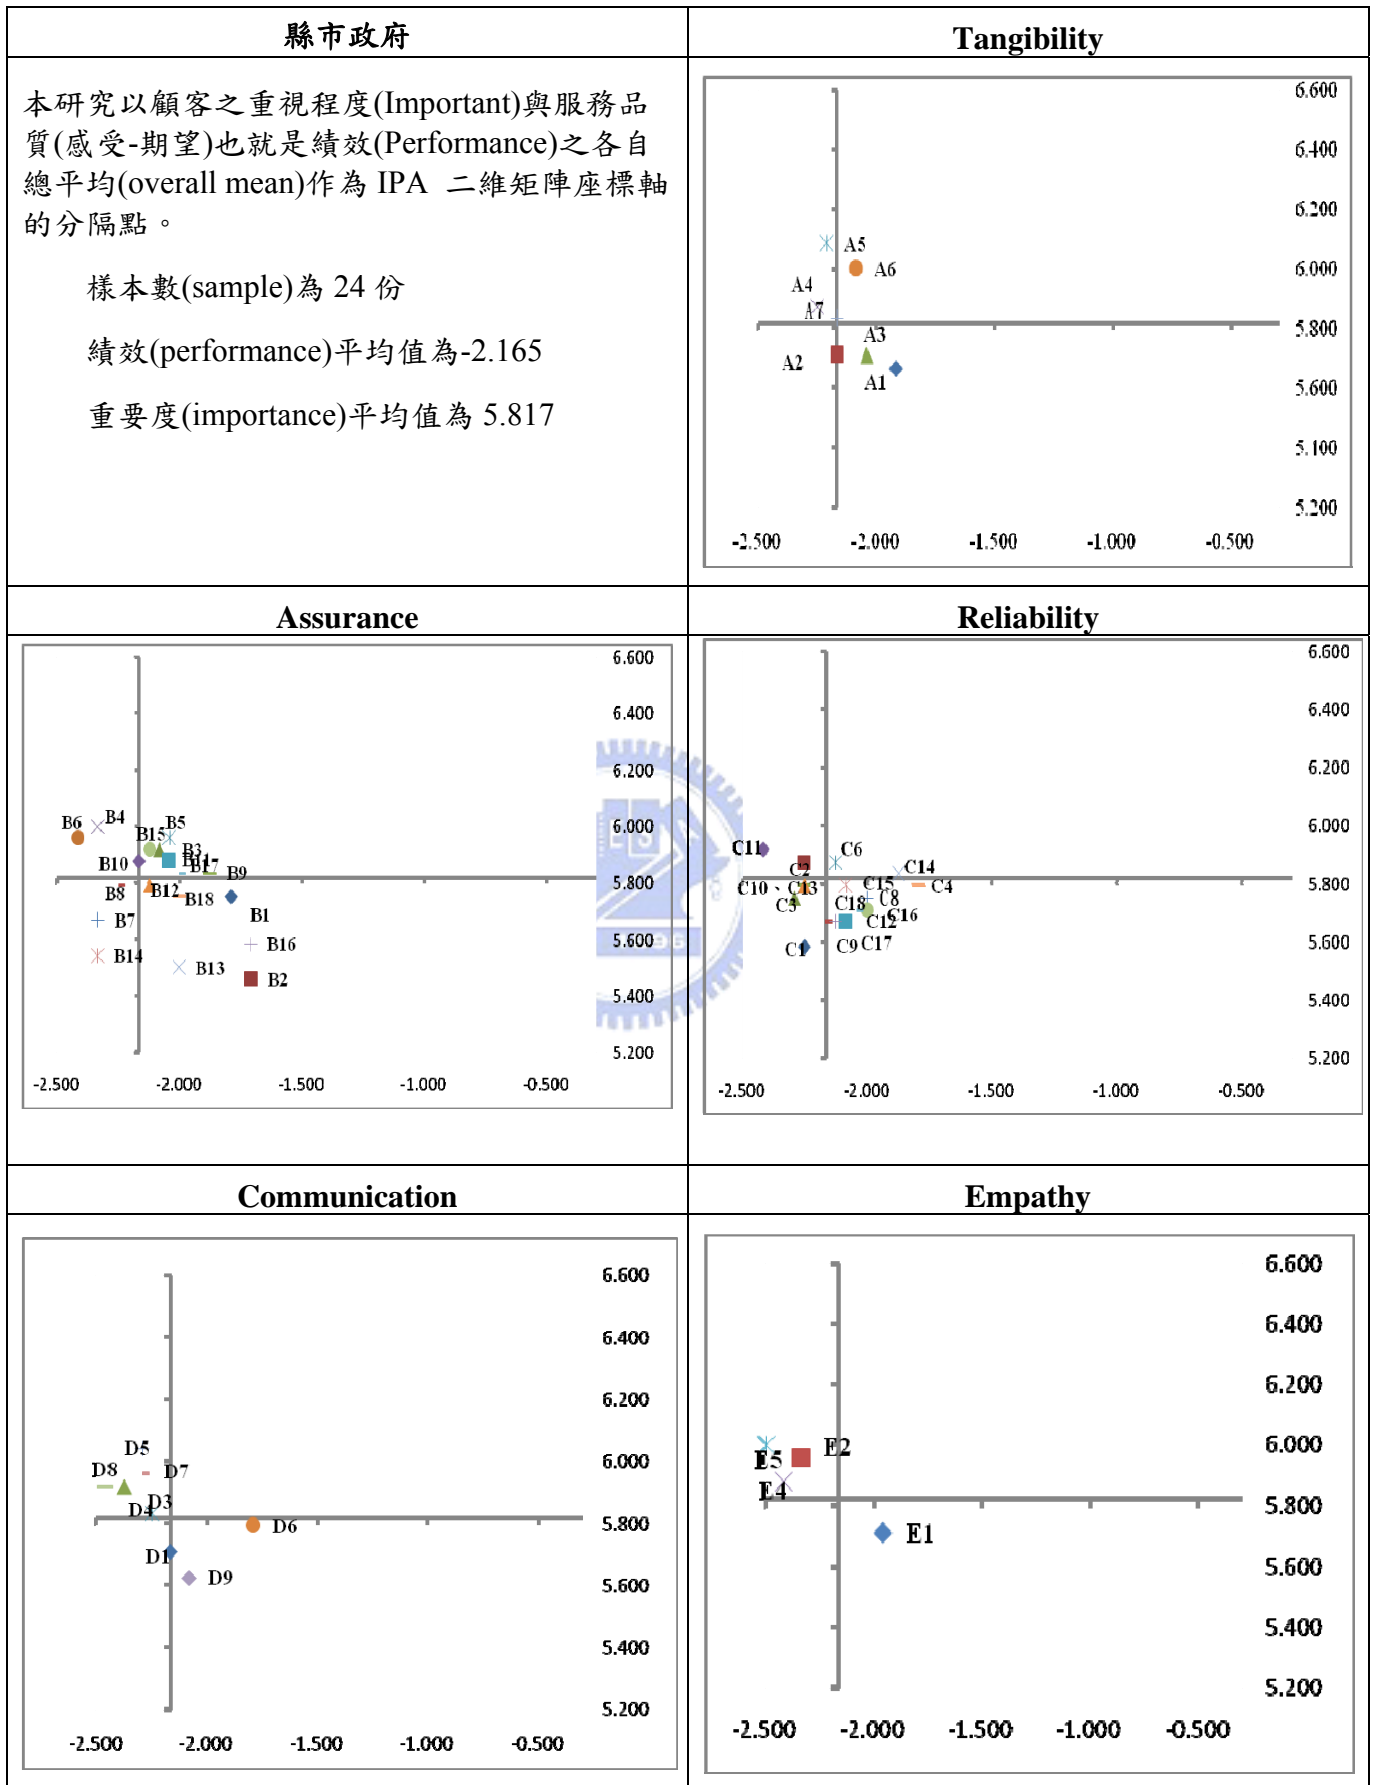 縣市政府
Tangibility
本研究以顧客之重視程度(Important)與服務品
質(感受-期望)也就是績效(Performance)之各自
總平均(overall mean)作為 IPA 二維矩陣座標軸
的分隔點。
樣本數(sample)為 24 份
績效(performance)平均值為-2.165
重要度(importance)平均值為 5.817
6.600
6.400
6.200
A5
6.000
A6
A4
A7
5.800
A3
A2
A1
5.600
5.200
-2.500 -2.000 -1.500 -1.000 -0.500
Assurance
Reliability
6.600
6.400
6.200
6.000
B6 B4 B15 B5
B10 B3
B17
B9
5.800
B8 B12 B18
B7 B1
B16
5.600
B14 B13 B2
5.400
5.200
-2.500 -2.000 -1.500 -1.000 -0.500
6.600
6.400
6.200
6.000
C11 C6
C2 C14
5.800
C10、C13 C15 C4
C3 C18 C8
C12 C16
5.600
C1 C9 C17
5.400
5.200
-2.500 -2.000 -1.500 -1.000 -0.500
Communication
Empathy
6.600
6.400
6.200
6.000
D5
D8 D7
D4 D3
5.800
D6
D1
D9
5.600
5.400
5.200
-2.500 -2.000 -1.500 -1.000 -0.500
6.600
6.400
6.200
6.000
E2
E5
E4
5.800
E1
5.600
5.400
5.200
-2.500 -2.000 -1.500 -1.000 -0.500